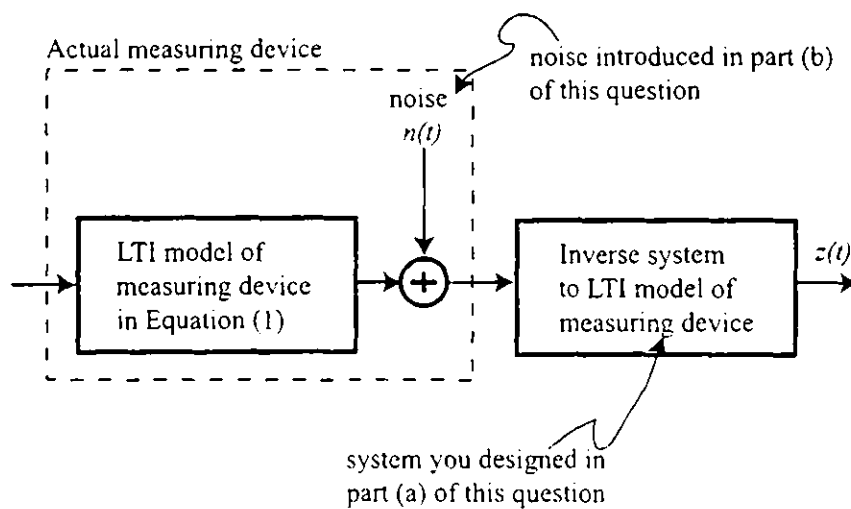 Actual measuring device
noise introduced in part (b)
of this question
noise
n(t)
LTI model of
measuring device
in Equation (1)
+
Inverse system
to LTI model of
measuring device
z(t)
system you designed in
part (a) of this question